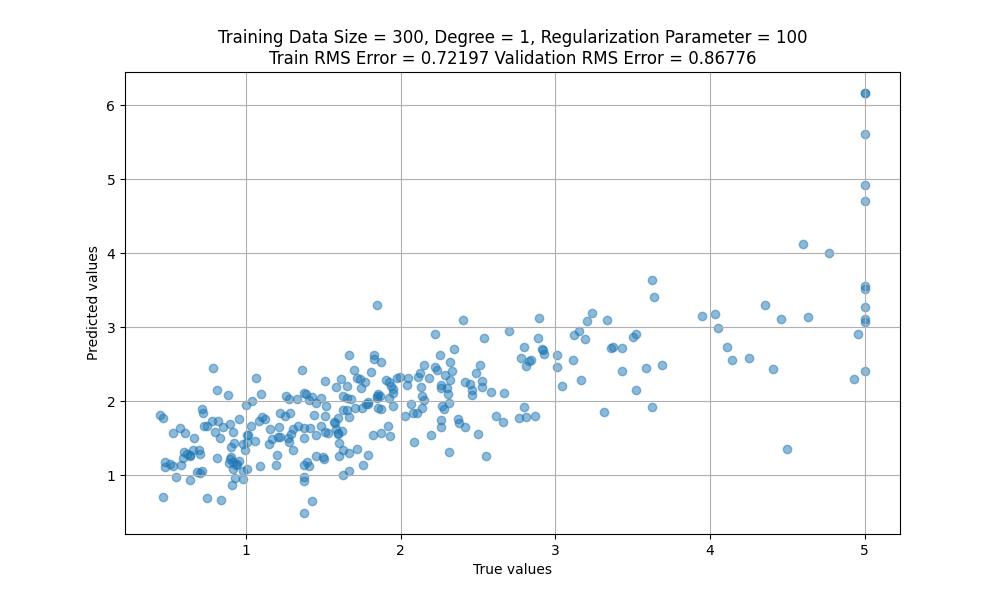 Training Data Size = 300, Degree = 1, Regularization Parameter = 100
Train RMS Error = 0.72197 Validation RMS Error = 0.86776
6
5
4
3
2
1
Predicted values
1 2 3 4 5
True values